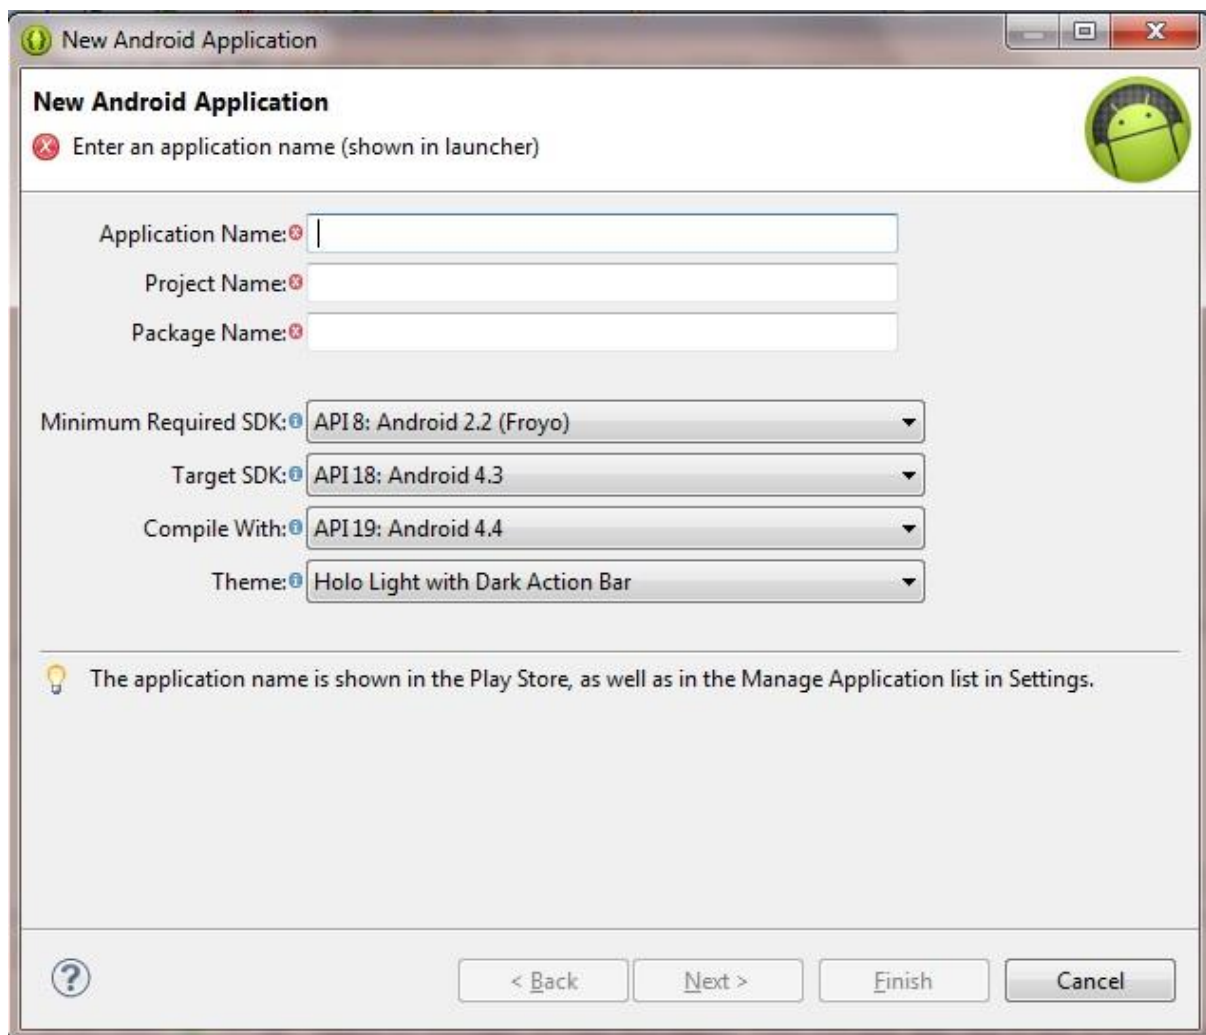 New Android Application
New Android Application
Enter an application name (shown in launcher)
Application Name:
Project Name:
Package Name:
Minimum Required SDK: API 8: Android 2.2 (Froyo)
Target SDK: API 18: Android 4.3
Compile With: API 19: Android 4.4
Theme: Holo Light with Dark Action Bar
The application name is shown in the Play Store, as well as in the Manage Application list in Settings.
? < Back Next > Finish Cancel